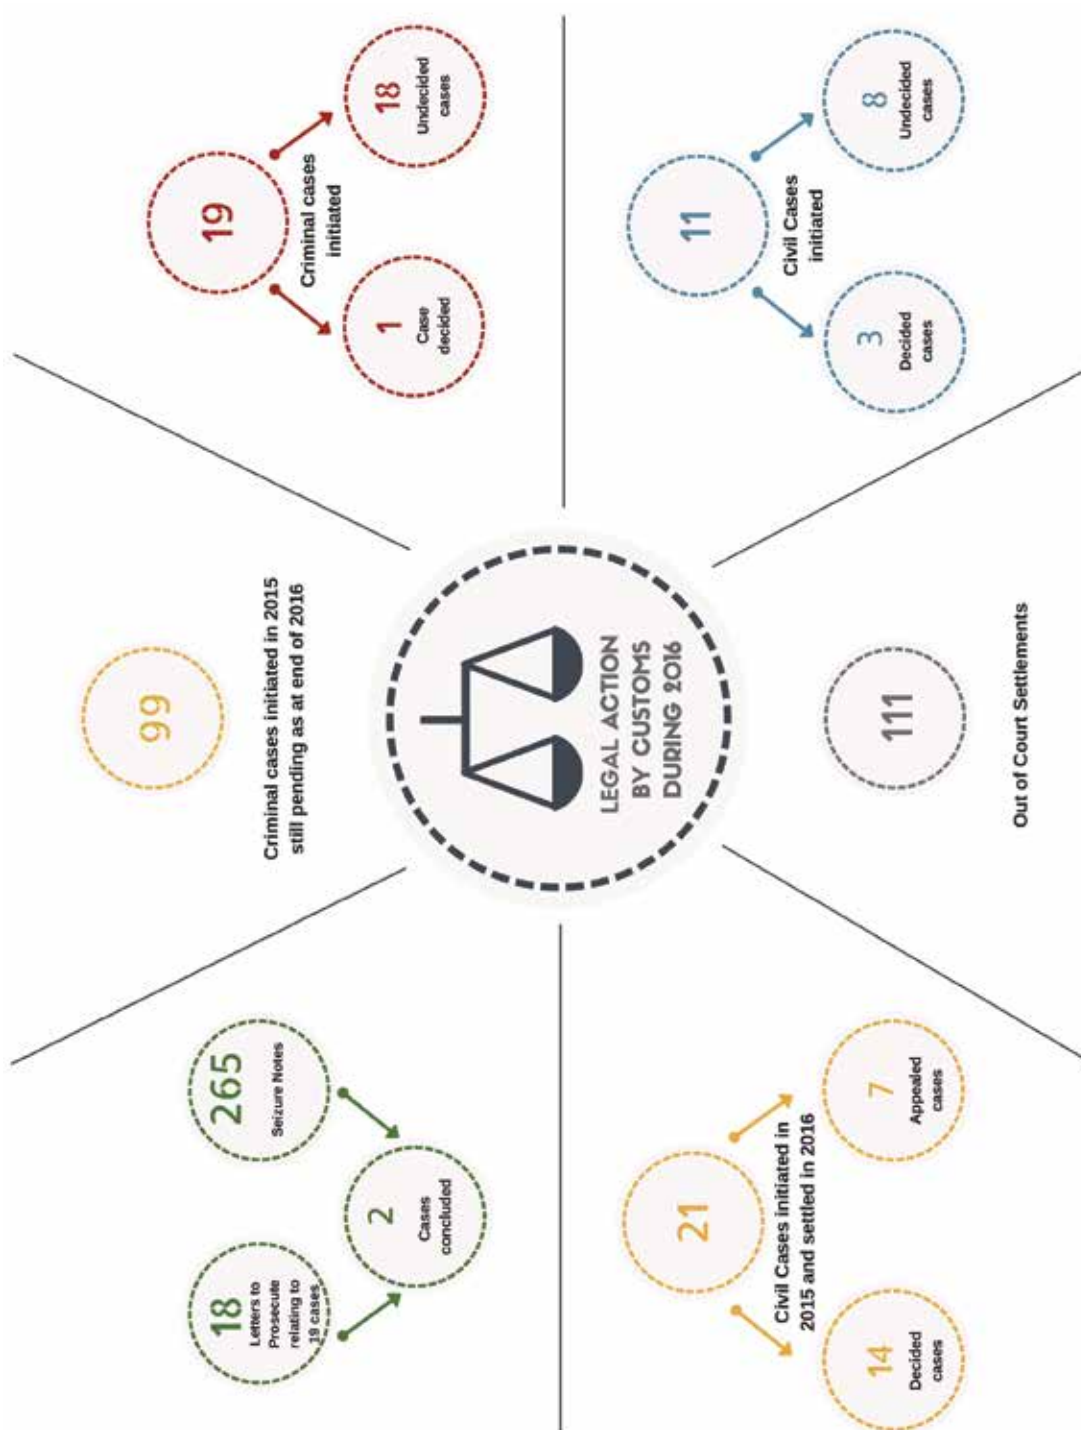 18
Letters to
Prosecute
relating to
19 cases
265
Seizure Notes
2
Cases
concluded
99
Criminal cases initiated in 2015
still pending as at end of 2016
19
Criminal cases
initiated
1
Case
decided
18
Undecided
cases
LEGAL ACTION
BY CUSTOMS
DURING 2016
21
Civil Cases initiated in
2015 and settled in 2016
14
Decided
cases
7
Appealed
cases
111
Out of Court Settlements
11
Civil Cases
initiated
3
Decided
cases
8
Undecided
cases